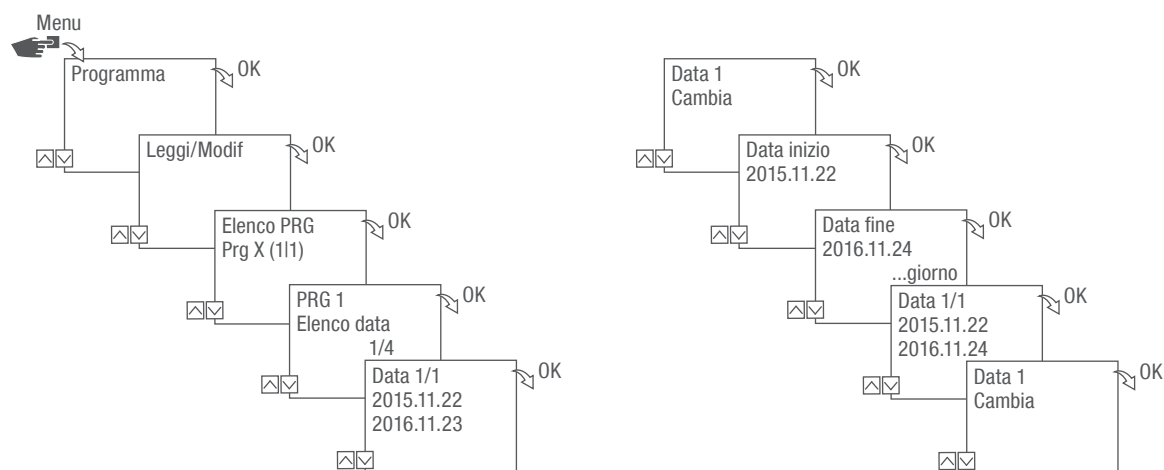 Menu
Programma
OK
Leggi/Modif
OK
Elenco PRG
Prg X (1|1)
OK
PRG 1
Elenco data
1/4
OK
Data 1/1
2015.11.22
2016.11.23
OK
Data 1
Cambia
OK
Data inizio
2015.11.22
OK
Data fine
2016.11.24
...giorno
OK
Data 1/1
2015.11.22
2016.11.24
OK
Data 1
Cambia
OK